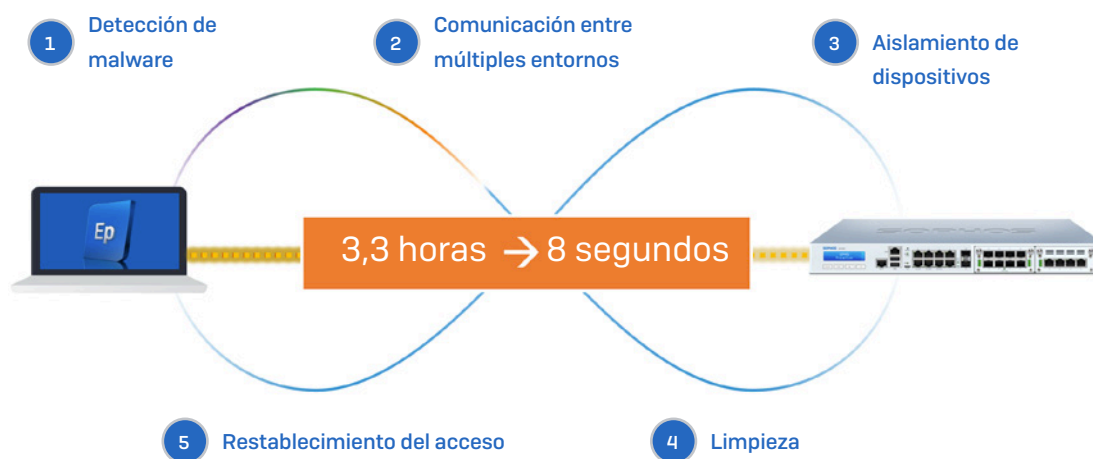 1
Detección de
malware
2
Comunicación entre
múltiples entornos
3
Aislamiento de
dispositivos
Ep
3,3 horas → 8 segundos
SOPHOS
5
Restablecimiento del acceso
4
Limpieza